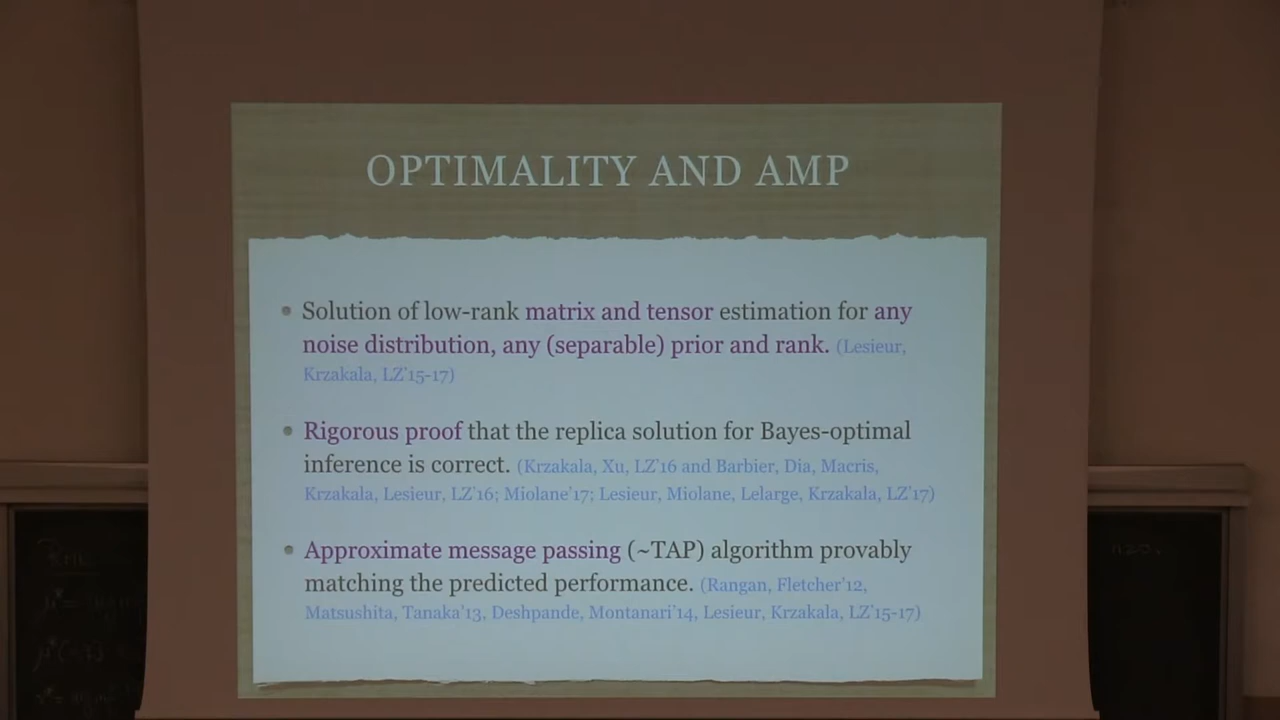 OPTIMALITY AND AMP
• Solution of low-rank matrix and tensor estimation for any
noise distribution, any (separable) prior and rank. (Lesieur,
Krzakala, LZ'15-17)
• Rigorous proof that the replica solution for Bayes-optimal
inference is correct. (Krzakala, Xu, LZ'16 and Barbier, Dia, Macris,
Krzakala, Lesieur, LZ'16; Miolane'17; Lesieur, Miolane, Lelarge, Krzakala, LZ'17)
• Approximate message passing (~TAP) algorithm provably
matching the predicted performance. (Rangan, Fletcher'12,
Matsushita, Tanaka'13, Deshpande, Montanari'14, Lesieur, Krzakala, LZ'15-17)